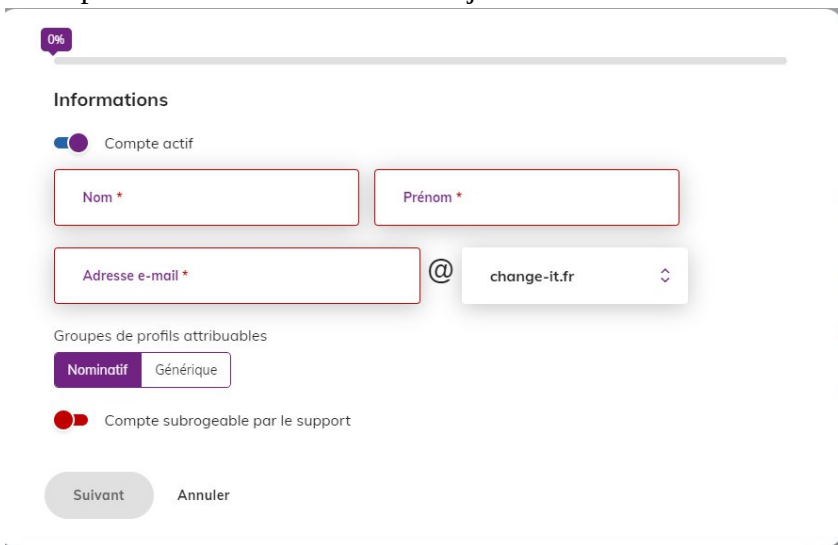 0%
Informations
Compte actif
Nom *
Prénom *
Adresse e-mail *
@
change-it.fr
Groupes de profils attribuables
Nominatif
Générique
Compte subrogeable par le support
Suivant
Annuler